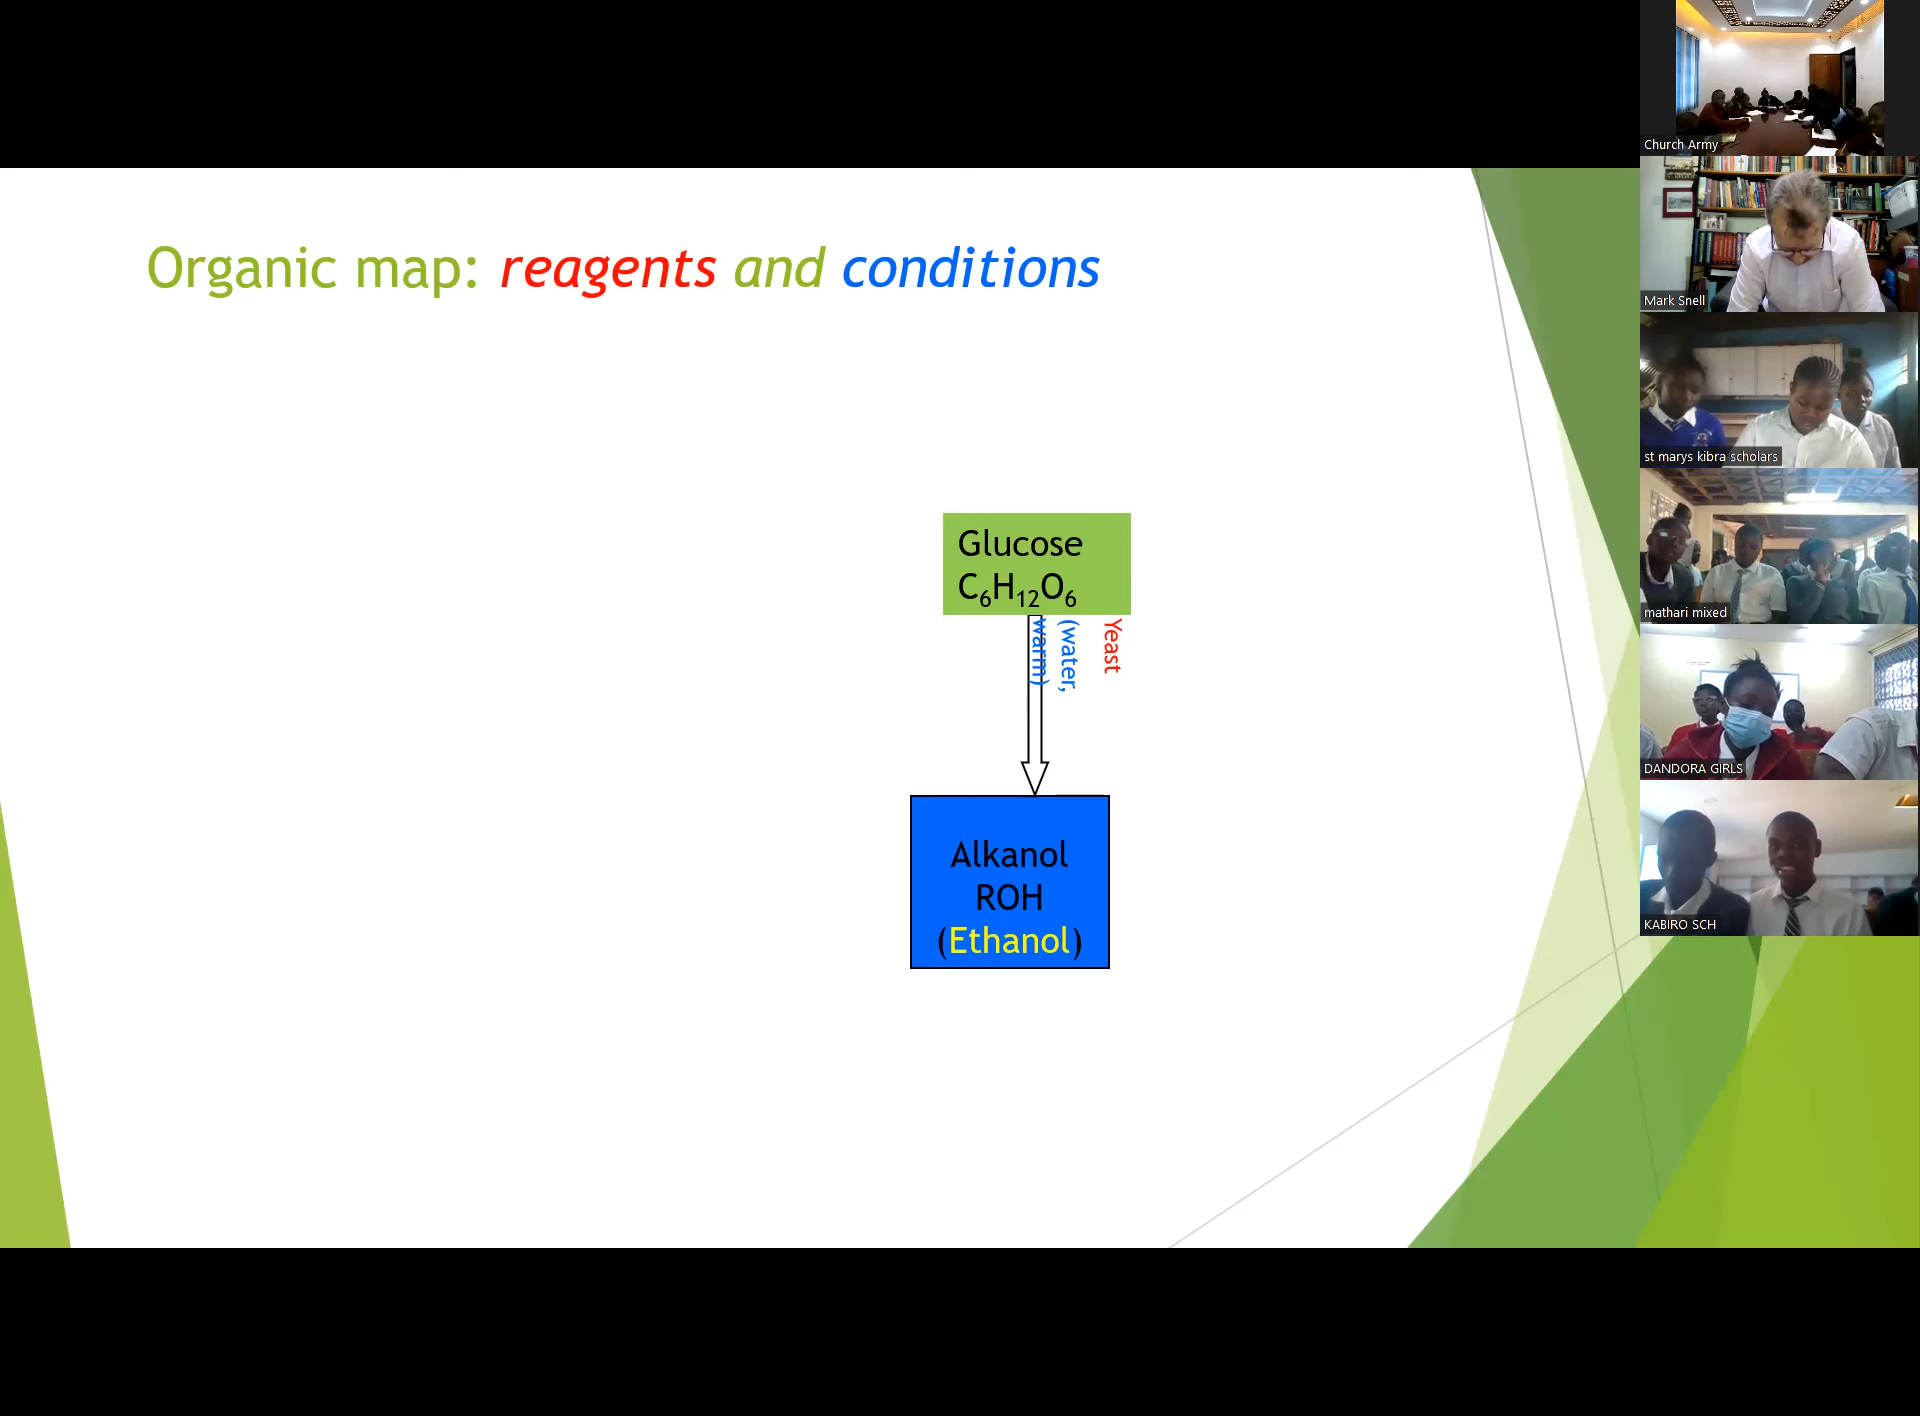 Organic map: reagents and conditions
Glucose
C₆H₁₂O₆
Yeast
(water,
warm)
Alkanol
ROH
(Ethanol)
Church Army
Mark Snell
st marys kibra scholars
mathari mixed
DANDORA GIRLS
KABIRO SCH